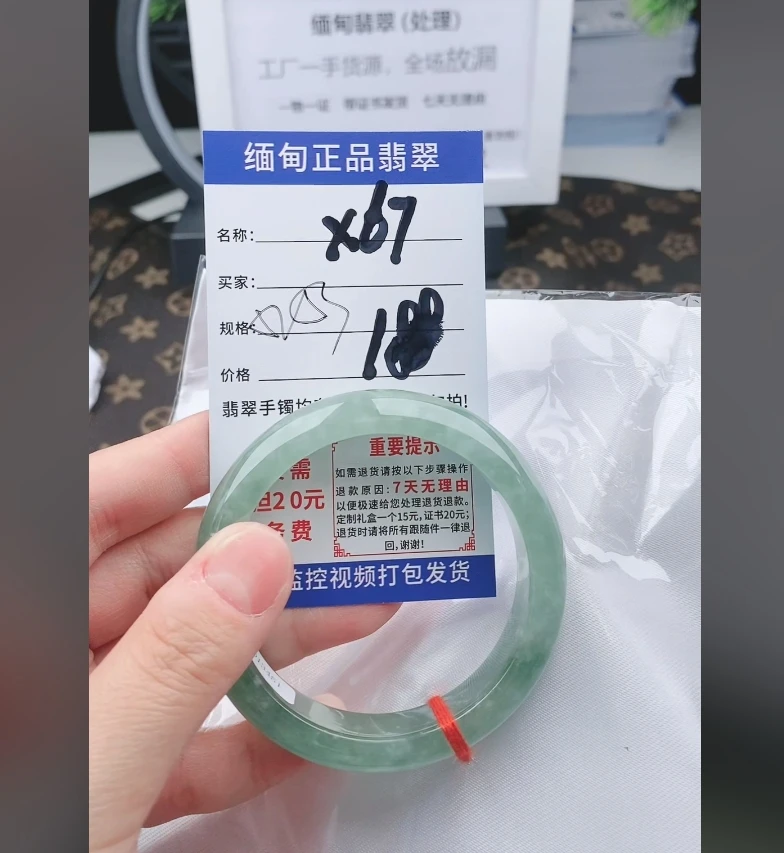 缅甸翡翠(处理)
工厂一手货源，全场放漏
一物一证 带证书发货 七天无理由
缅甸正品翡翠
名称: x67
买家:
规格
价格
翡翠手镯均
拍!
重要提示
需
20元
费
如需退货请按以下步骤操作
退款原因:7天无理由
以便极速给您处理退货退款。
定制礼盒一个15元,证书20元;
退货时请将所有跟随件一律退
回,谢谢!
监控视频打包发货